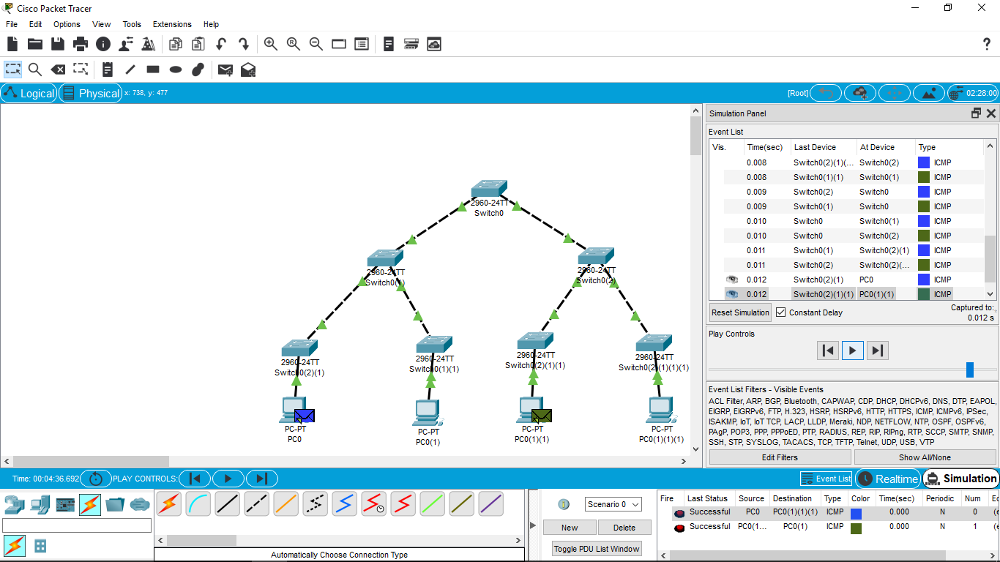 Cisco Packet Tracer
File Edit Options View Tools Extensions Help
?
Logical Physical x: 738, y: 477 [Root] 02:28:00
2960-24TT
Switch0
2960-24TT
Switch0(1)
2960-24TT
Switch0(2)
2960-24TT
Switch0(2)(1)
2960-24TT
Switch0(1)(1)
2960-24TT
Switch0(2)(1)(1)
2960-24TT
Switch0(2)(1)(1)(1)
PC-PT
PC0
PC-PT
PC0(1)
PC-PT
PC0(1)(1)
PC-PT
PC0(1)(1)(1)
Simulation Panel
Event List
Vis. Time(sec) Last Device At Device Type
0.008 Switch0(2)(1)(... Switch0(2) ICMP
0.008 Switch0(1)(1) Switch0(1) ICMP
0.009 Switch0(2) Switch0 ICMP
0.009 Switch0(1) Switch0 ICMP
0.010 Switch0 Switch0(1) ICMP
0.010 Switch0 Switch0(2) ICMP
0.011 Switch0(1) Switch0(2)(1) ICMP
0.011 Switch0(2) Switch0(2)(... ICMP
0.012 Switch0(2)(1) PC0 ICMP
0.012 Switch0(2)(1)(1) PC0(1)(1) ICMP
Reset Simulation Constant Delay Captured to:
0.012 s
Play Controls
Event List Filters - Visible Events
ACL Filter, ARP, BGP, Bluetooth, CAPWAP, CDP, DHCP, DHCPv6, DNS, DTP, EAPOL,
EIGRP, EIGRPv6, FTP, H.323, HSRP, HSRPv6, HTTP, HTTPS, ICMP, ICMPv6, IPSec,
ISAKMP, IoT, IoT TCP, LACP, LLDP, Meraki, NDP, NETFLOW, NTP, OSPF, OSPFv6,
PAgP, POP3, PPP, PPPoED, PTP, RADIUS, REP, RIP, RIPng, RTP, SCCP, SMTP, SNMP,
SSH, STP, SYSLOG, TACACS, TCP, TFTP, Telnet, UDP, USB, VTP
Edit Filters Show All/None
Time: 00:04:36.692 PLAY CONTROLS: Event List Realtime Simulation
Automatically Choose Connection Type
Scenario 0
New Delete
Toggle PDU List Window
Fire Last Status Source Destination Type Color Time(sec) Periodic Num Ec
Successful PC0 PC0(1)(1)(1) ICMP 0.000 N 0 (e
Successful PC0(1... PC0(1) ICMP 0.000 N 1 (e